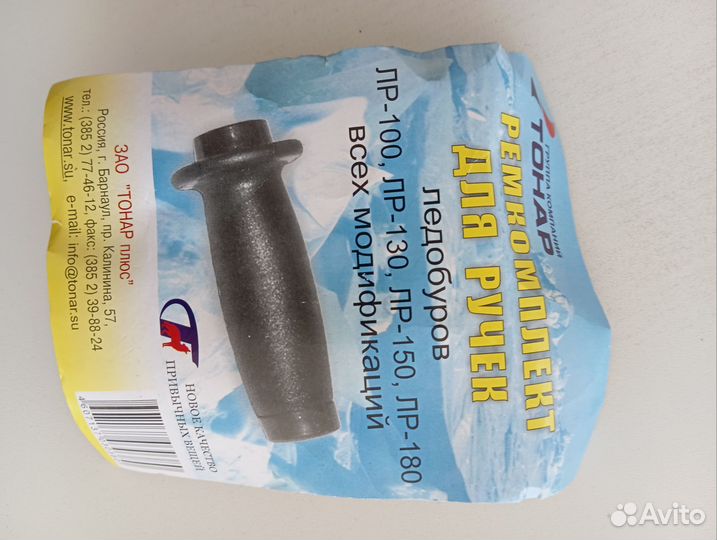 ГРУППА КОМПАНИЙ
ТОНАР
РЕМКОМПЛЕКТ
ДЛЯ РУЧЕК
ледобуров
ЛР-100, ЛР-130, ЛР-150, ЛР-180
всех модификаций
НОВОЕ КАЧЕСТВО
ПРИВЫЧНЫХ ВЕЩЕЙ
ЗАО "ТОНАР плюс"
Россия, г. Барнаул, пр. Калинина, 57,
тел.: (385 2) 77-46-12, факс: (385 2) 39-88-24
www.tonar.su, e-mail: info@tonar.su
Avito